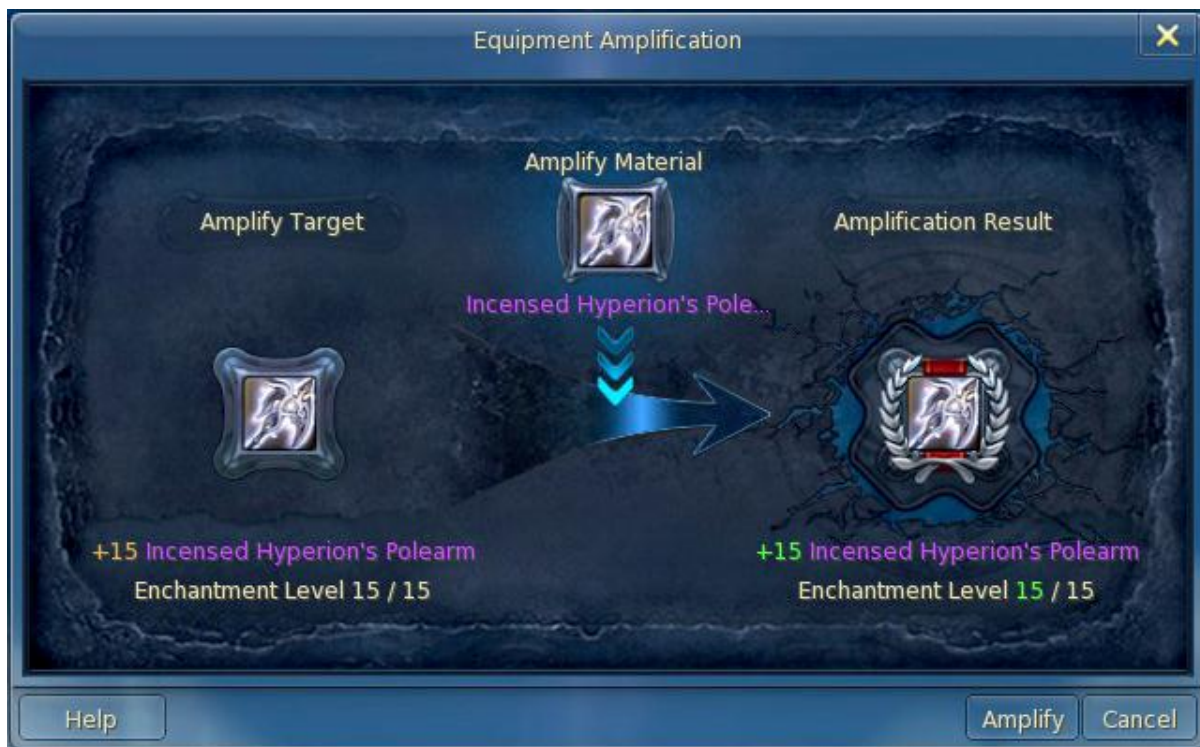 Equipment Amplification
Amplify Material
Amplify Target
Amplification Result
Incensed Hyperion's Pole...
+15 Incensed Hyperion's Polearm
Enchantment Level 15 / 15
+15 Incensed Hyperion's Polearm
Enchantment Level 15 / 15
Help
Amplify
Cancel